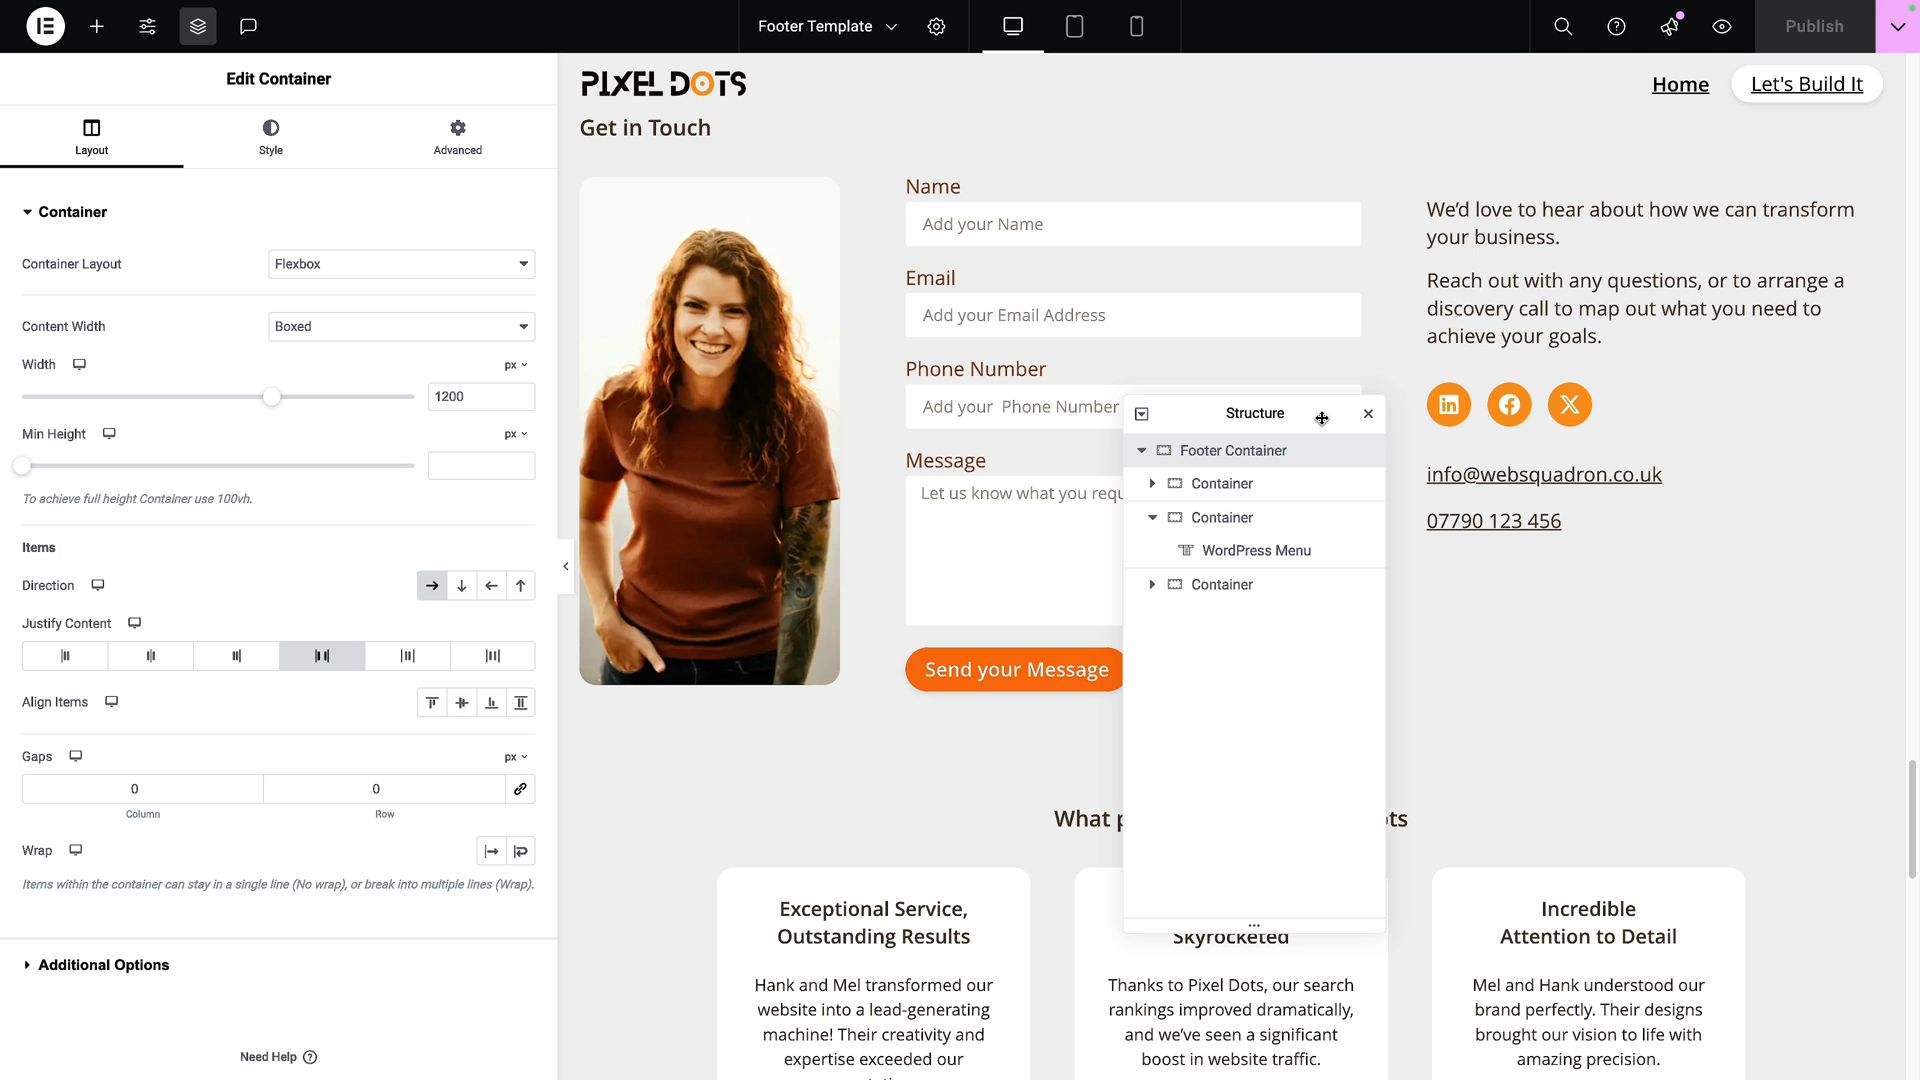 Footer Template
Publish
Edit Container
Layout
Style
Advanced
Container
Container Layout
Flexbox
Content Width
Boxed
Width
px
1200
Min Height
px
To achieve full height Container use 100vh.
Items
Direction
Justify Content
Align Items
Gaps
px
0
0
Column
Row
Wrap
Items within the container can stay in a single line (No wrap), or break into multiple lines (Wrap).
Additional Options
Need Help
PIXEL DOTS
Home
Let's Build It
Get in Touch
Name
Add your Name
Email
Add your Email Address
Phone Number
Add your Phone Number
Message
Let us know what you requ
Send your Message
We'd love to hear about how we can transform
your business.
Reach out with any questions, or to arrange a
discovery call to map out what you need to
achieve your goals.
info@websquadron.co.uk
07790 123 456
Structure
Footer Container
Container
Container
WordPress Menu
Container
What p
ts
Exceptional Service,
Outstanding Results
Hank and Mel transformed our
website into a lead-generating
machine! Their creativity and
expertise exceeded our
Skyrocketed
Thanks to Pixel Dots, our search
rankings improved dramatically,
and we've seen a significant
boost in website traffic.
Incredible
Attention to Detail
Mel and Hank understood our
brand perfectly. Their designs
brought our vision to life with
amazing precision.